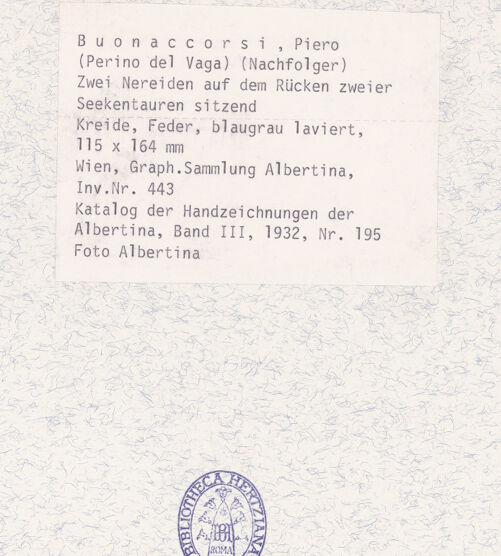 B u o n a c c o r s i , Piero
(Perino del Vaga) (Nachfolger)
Zwei Nereiden auf dem Rücken zweier
Seekentauren sitzend
Kreide, Feder, blaugrau laviert,
115 x 164 mm
Wien, Graph.Sammlung Albertina,
Inv.Nr. 443
Katalog der Handzeichnungen der
Albertina, Band III, 1932, Nr. 195
Foto Albertina
BIBLIOTHECA HERTZIANA
ROMA